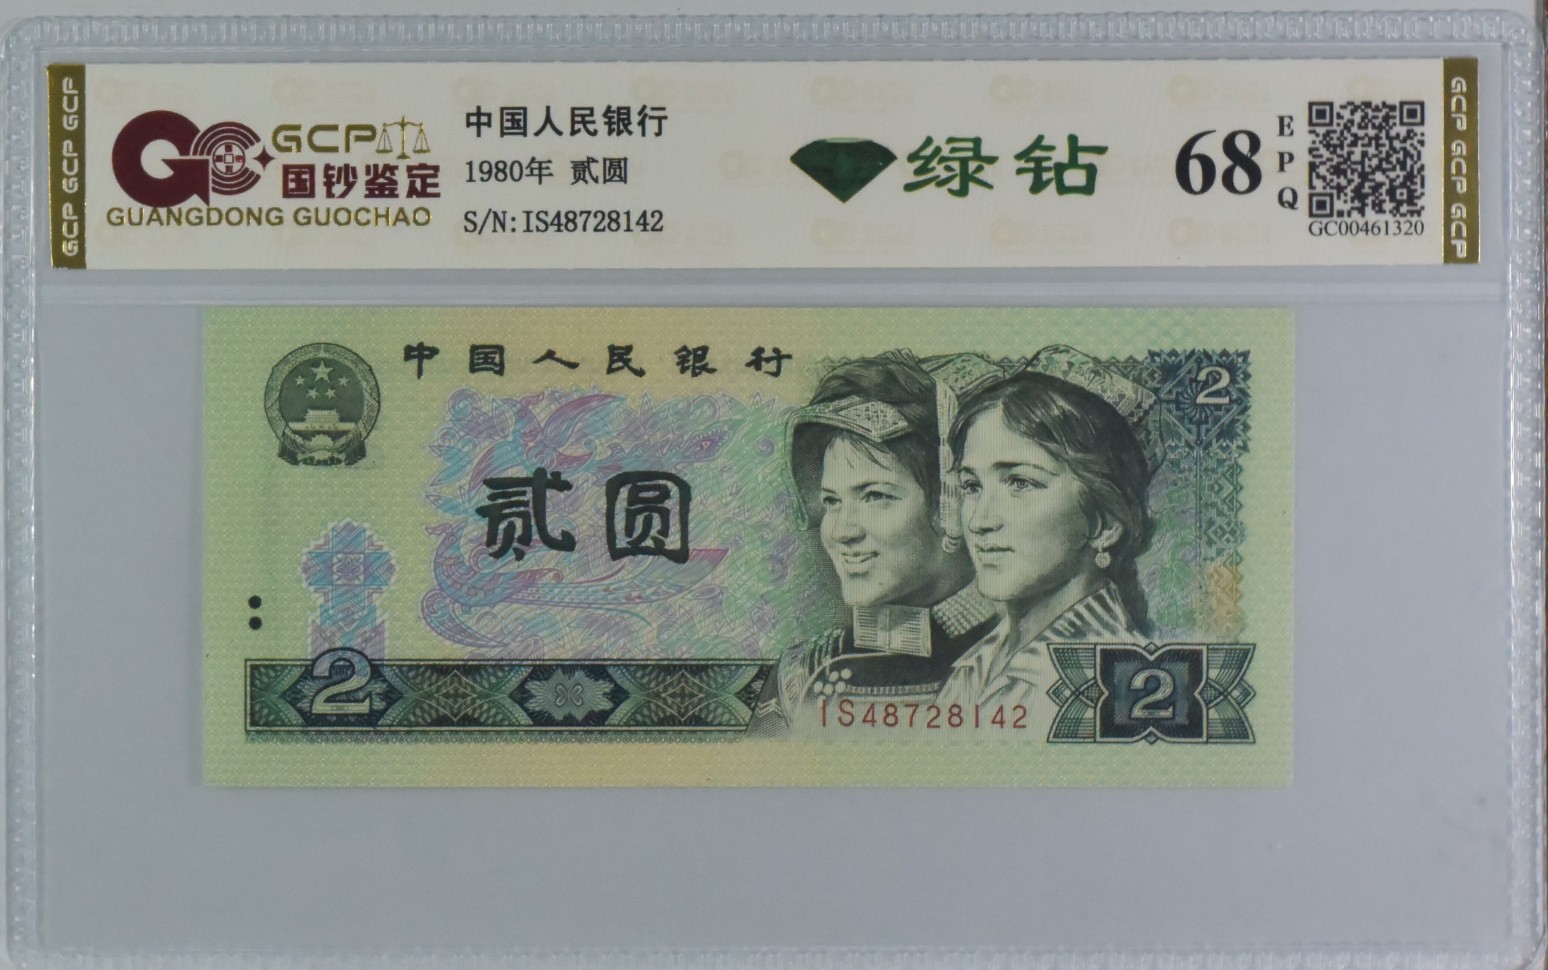 GCP GCP GCP
GCP
国钞鉴定
GUANGDONG GUOCHAO
中国人民银行
1980年 贰圆
S/N:IS48728142
绿钻
68
EPQ
GC00461320
GCP GCP GCP
中国人民银行
2
贰圆
2
IS48728142
2